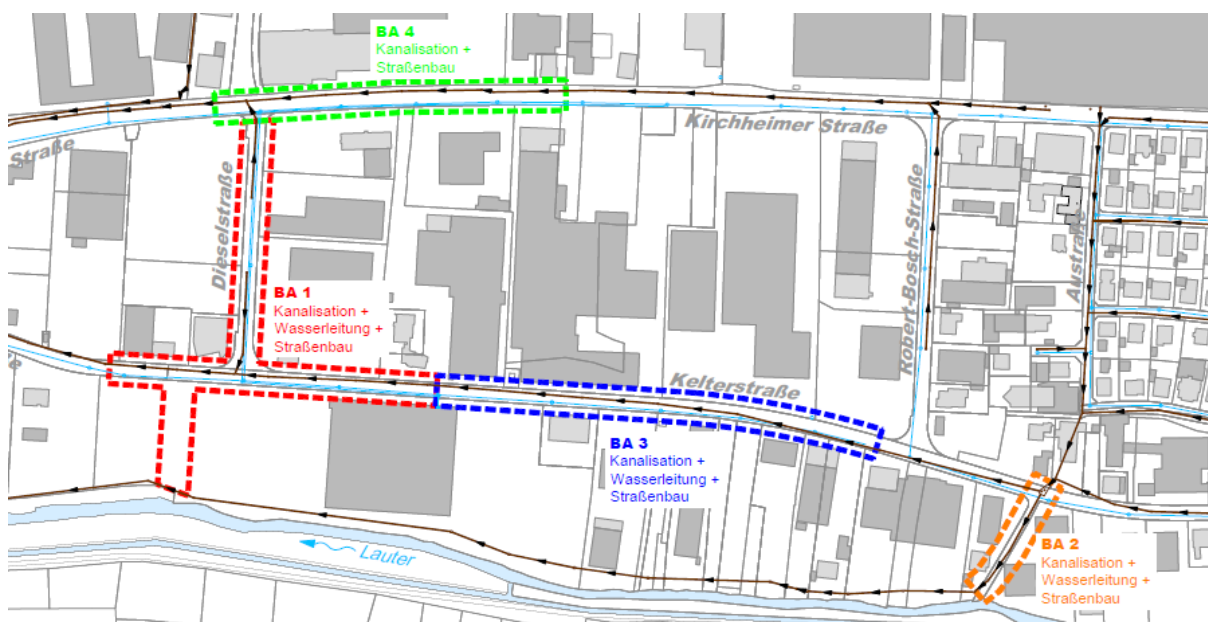 BA 4
Kanalisation +
Straßenbau
Kirchheimer Straße
Straße
Dieselstraße
Robert-Bosch-Straße
Austraße
BA 1
Kanalisation +
Wasserleitung +
Straßenbau
Kelterstraße
e
BA 3
Kanalisation +
Wasserleitung +
Straßenbau
Lauter
BA 2
Kanalisation +
Wasserleitung +
Straßenbau